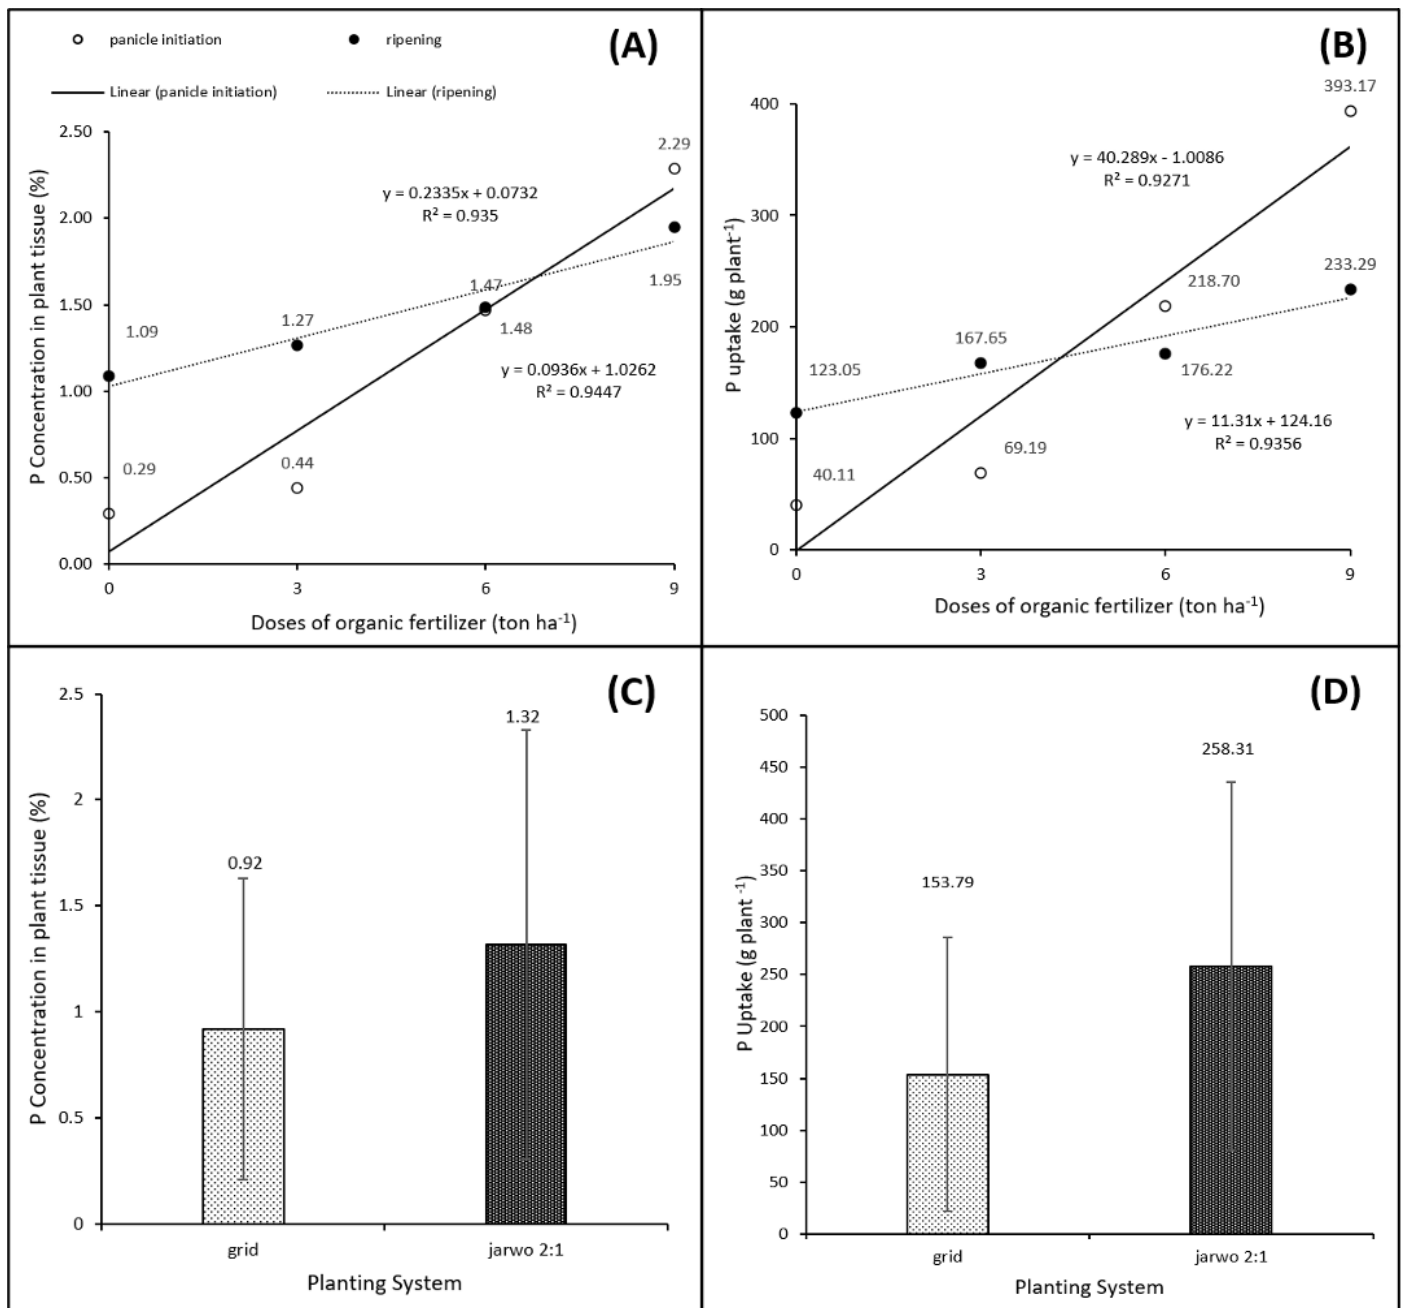 panicle initiation
ripening
(A)
Linear (panicle initiation)
Linear (ripening)
P Concentration in plant tissue (%)
2.50
2.00
1.50
1.00
0.50
0.00
2.29
y = 0.2335x + 0.0732
R² = 0.935
1.47
1.95
1.09
1.27
1.48
y = 0.0936x + 1.0262
R² = 0.9447
0.29
0.44
0
3
6
9
Doses of organic fertilizer (ton ha⁻¹)
(B)
P uptake (g plant⁻¹)
400
300
200
100
0
393.17
y = 40.289x - 1.0086
R² = 0.9271
218.70
233.29
123.05
167.65
176.22
y = 11.31x + 124.16
R² = 0.9356
40.11
69.19
0
3
6
9
Doses of organic fertilizer (ton ha⁻¹)
(C)
P Concentration in plant tissue (%)
2.5
2
1.5
1
0.5
0
1.32
0.92
grid
jarwo 2:1
Planting System
(D)
P Uptake (g plant ⁻¹)
500
450
400
350
300
250
200
150
100
50
0
258.31
153.79
grid
jarwo 2:1
Planting System